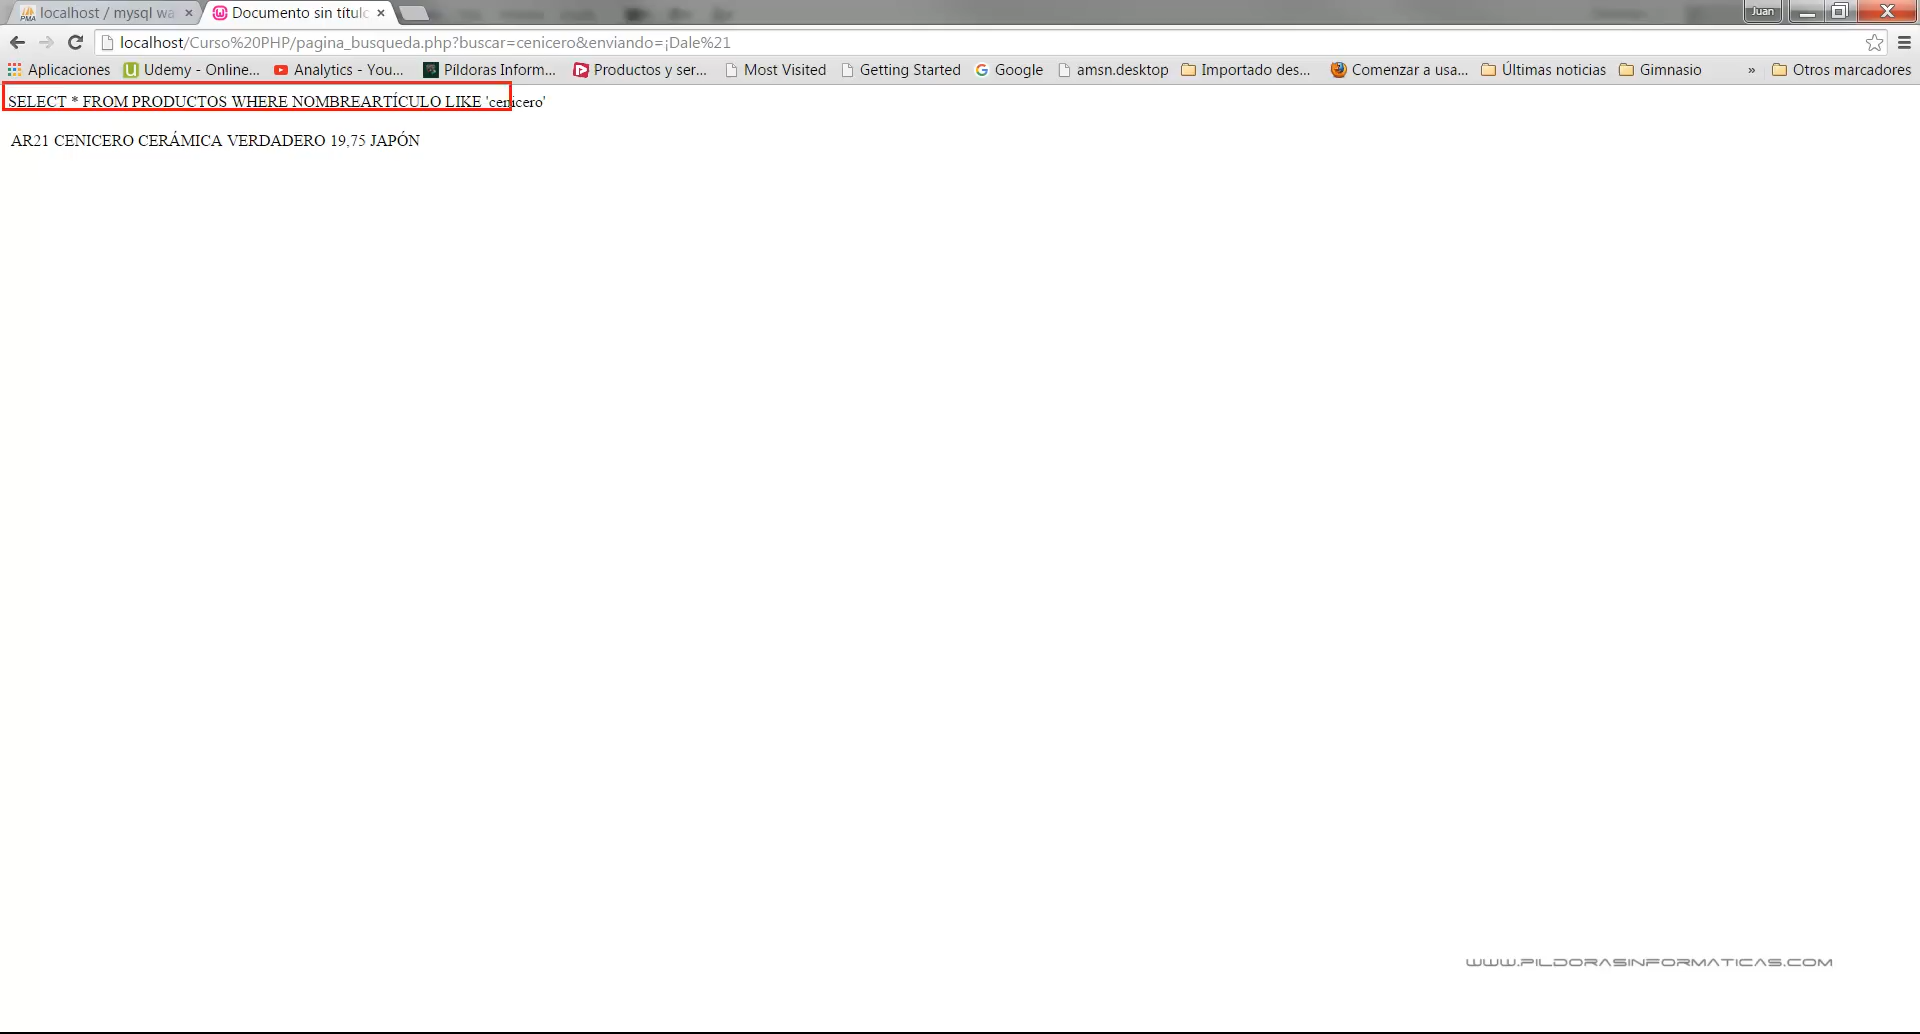 localhost / mysql wa
Documento sin títul
Juan
localhost/Curso%20PHP/pagina_busqueda.php?buscar=cenicero&enviando=¡Dale%21
Aplicaciones
Udemy - Online...
Analytics - You...
Píldoras Inform...
Productos y ser...
Most Visited
Getting Started
Google
amsn.desktop
Importado des...
Comenzar a usa...
Últimas noticias
Gimnasio
»
Otros marcadores
SELECT * FROM PRODUCTOS WHERE NOMBREARTÍCULO LIKE 'cenicero'
AR21 CENICERO CERÁMICA VERDADERO 19,75 JAPÓN
WWW.PILDORASINFORMATICAS.COM